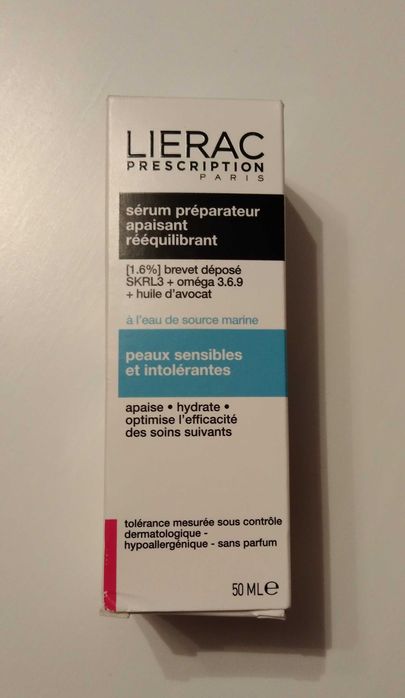 LIERAC
PRESCRIPTION
PARIS
sérum préparateur
apaisant
rééquilibrant
[1.6%] brevet déposé
SKRL3 + oméga 3.6.9
+ huile d'avocat
à l'eau de source marine
peaux sensibles
et intolérantes
apaise • hydrate •
optimise l'efficacité
des soins suivants
tolérance mesurée sous contrôle
dermatologique -
hypoallergénique - sans parfum
50 ML℮